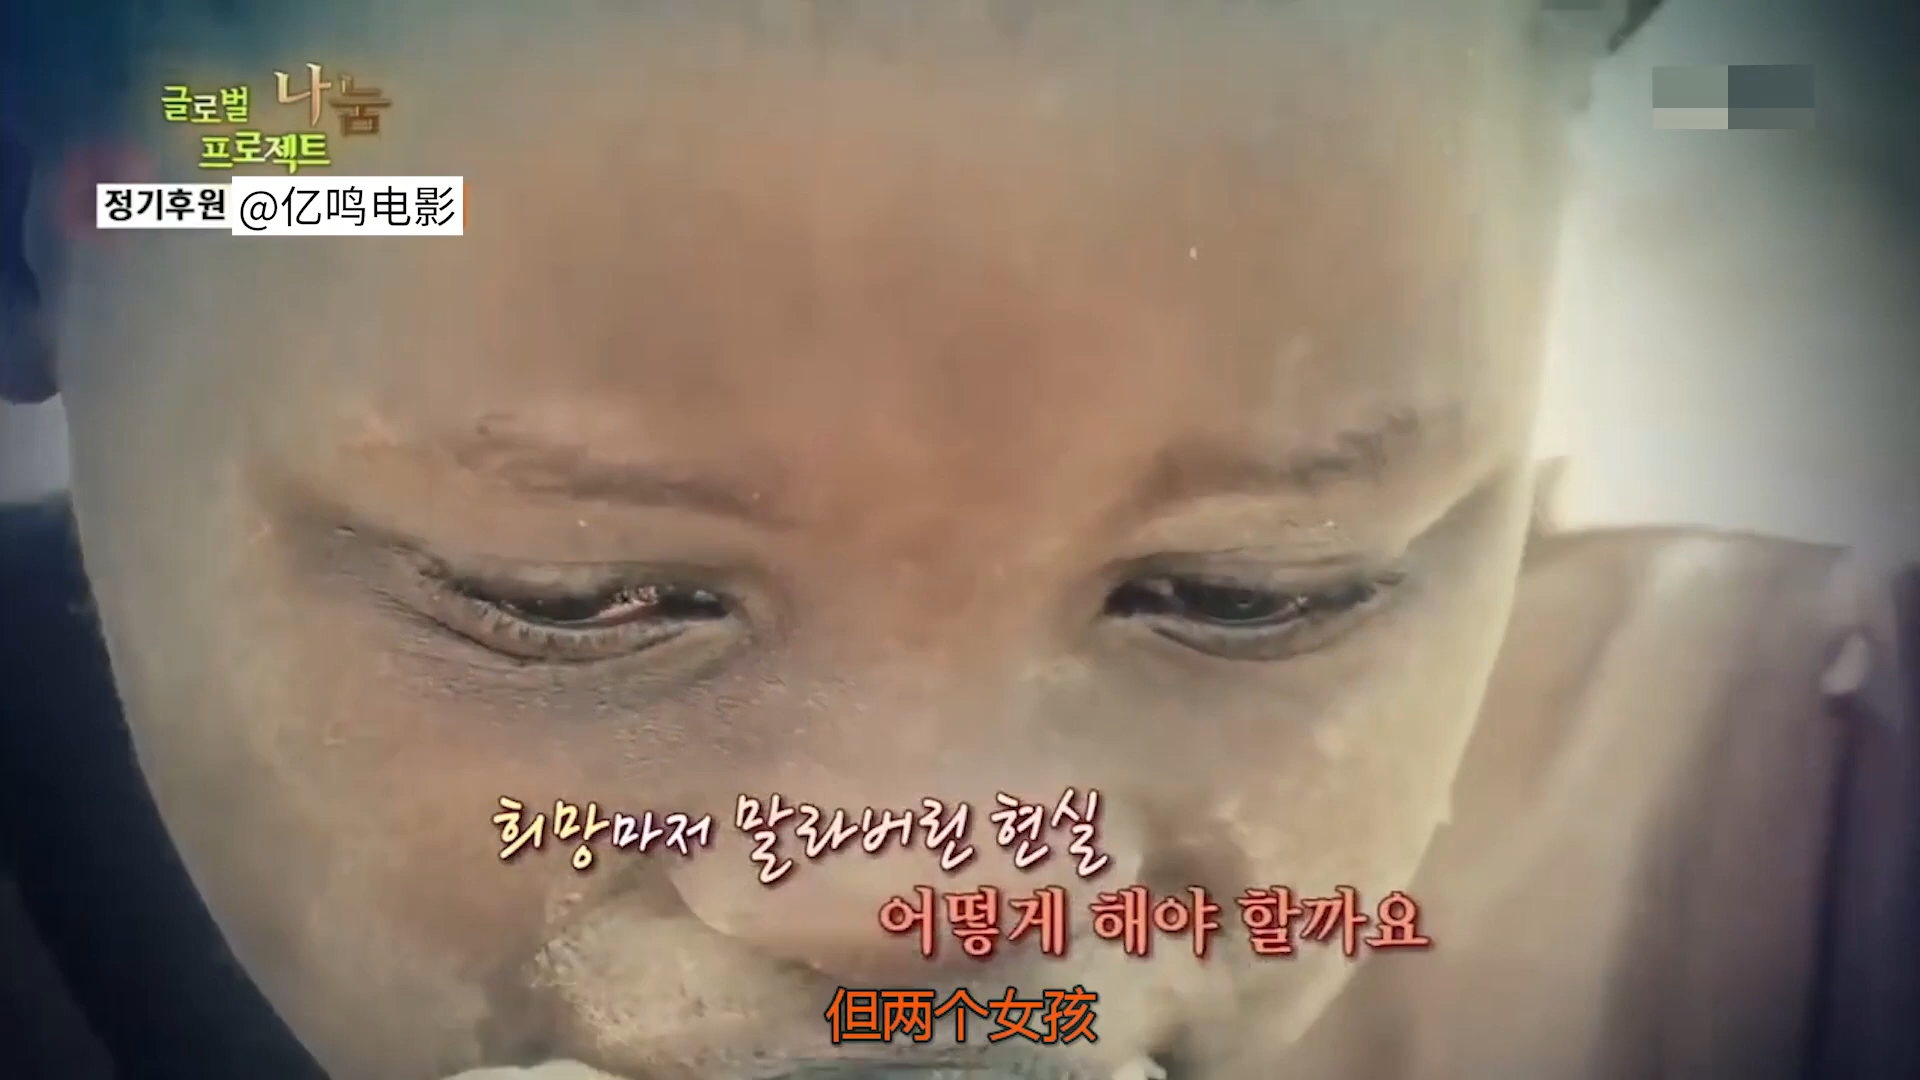 글로벌 나눔
프로젝트
정기후원 @亿鸣电影
희망마저 말라버린 현실
어떻게 해야 할까요
但两个女孩